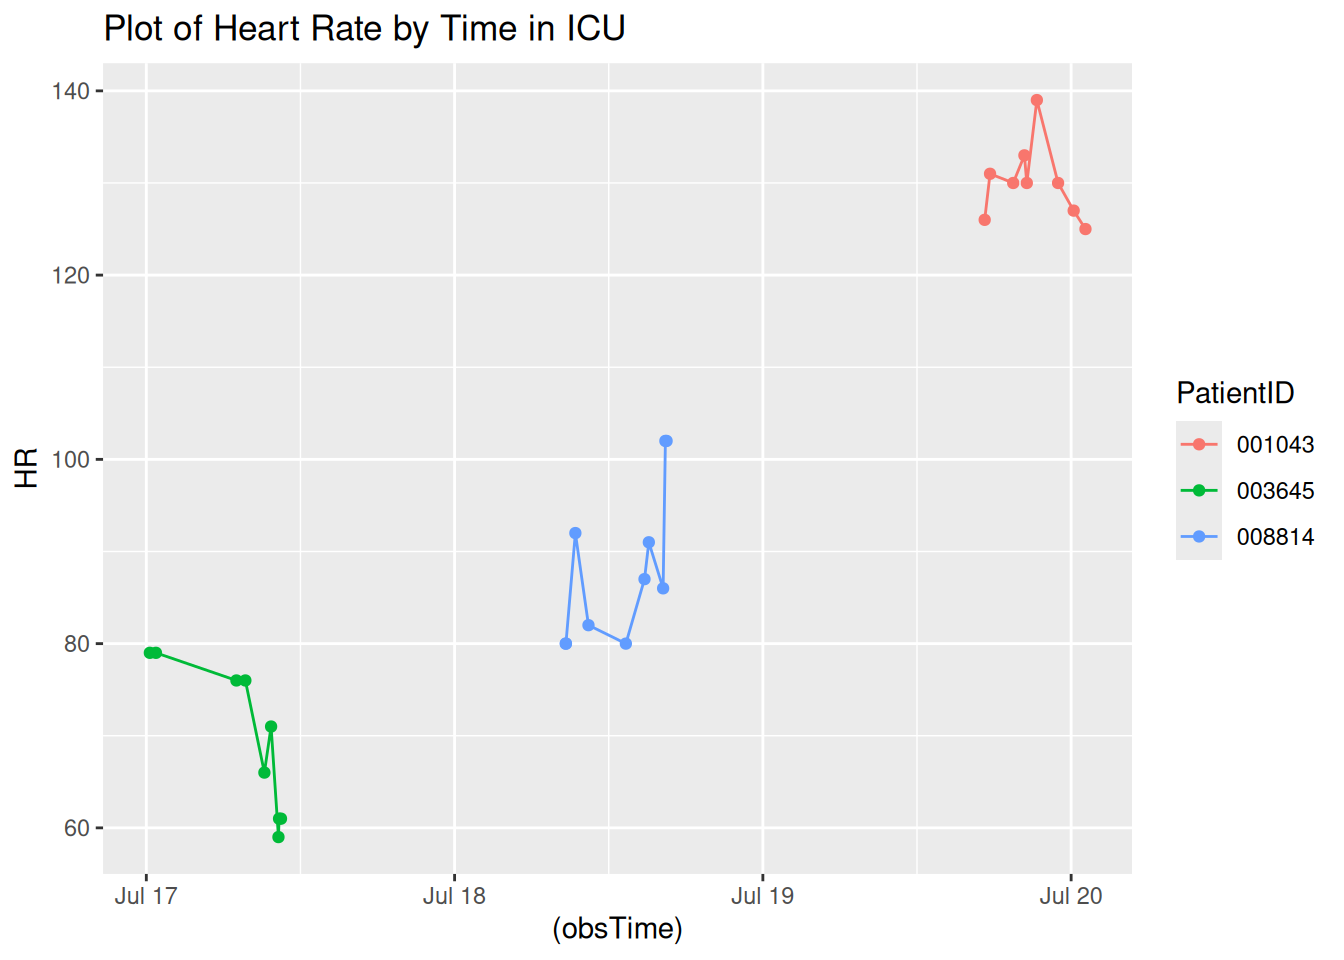 Plot of Heart Rate by Time in ICU
140
120
100
80
60
HR
Jul 17
Jul 18
Jul 19
Jul 20
(obsTime)
PatientID
001043
003645
008814